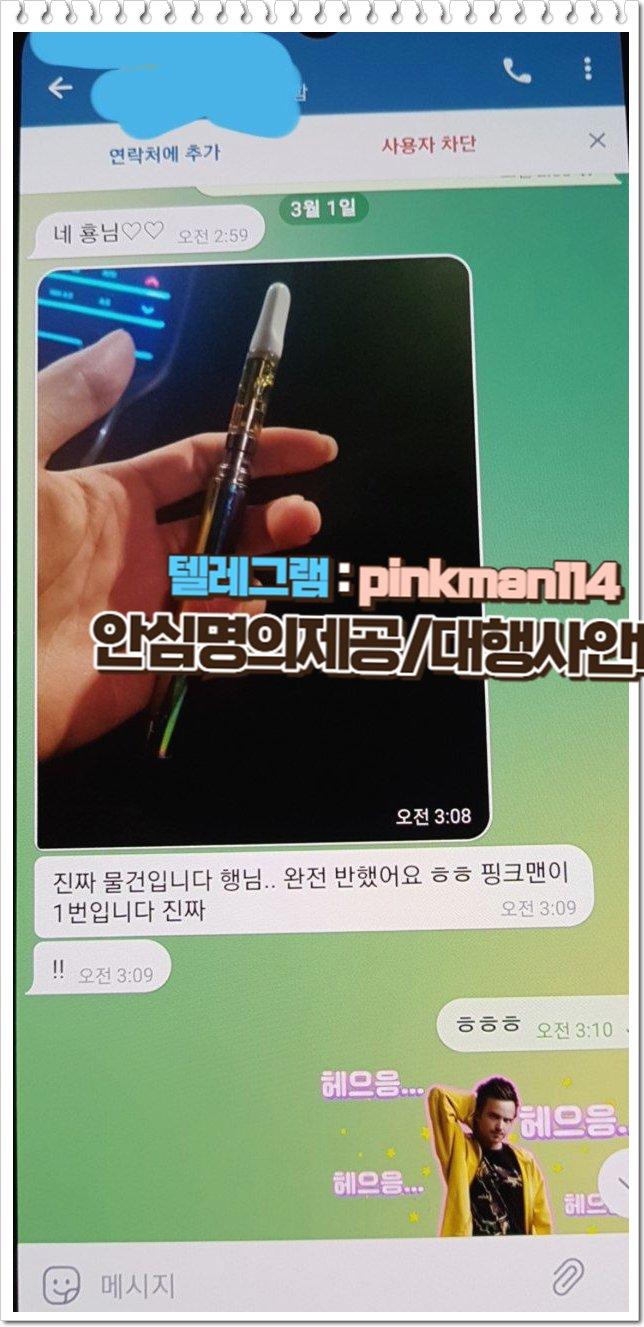 함
연락처에 추가
사용자 차단
3월 1일
네 횽님♡♡ 오전 2:59
텔레그램 : pinkman114
안심명의제공/대행사안
오전 3:08
진짜 물건입니다 행님.. 완전 반했어요 ㅎㅎ 핑크맨이
1번입니다 진짜
오전 3:09
!! 오전 3:09
ㅎㅎㅎ 오전 3:10
헤으응...
헤으응.
헤으응...
헤으
메시지